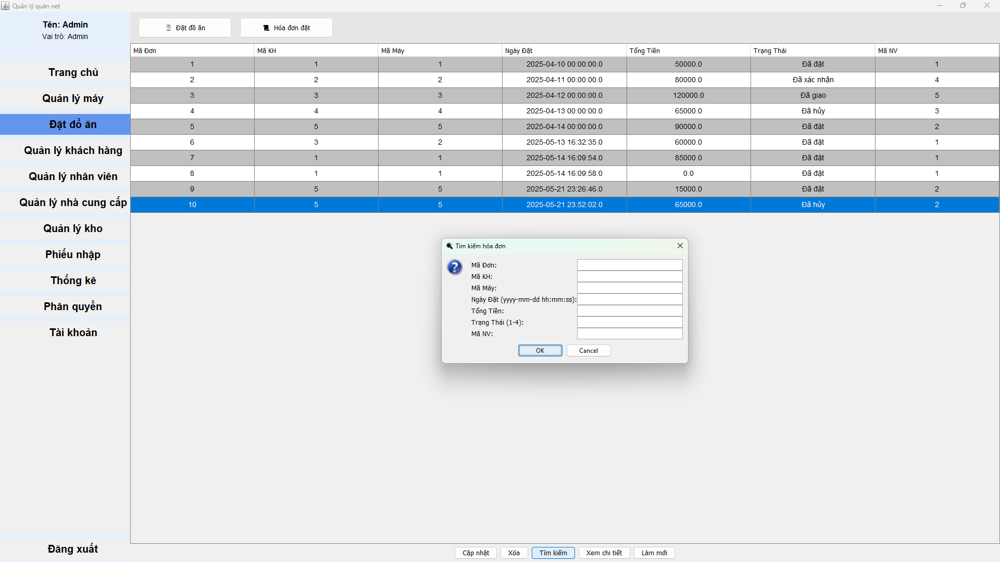 Quản lý quán net
Tên: Admin
Vai trò: Admin
Trang chủ
Quản lý máy
Đặt đồ ăn
Quản lý khách hàng
Quản lý nhân viên
Quản lý nhà cung cấp
Quản lý kho
Phiếu nhập
Thống kê
Phân quyền
Tài khoản
Đăng xuất
Đặt đồ ăn Hóa đơn đặt
Mã Đơn Mã KH Mã Máy Ngày Đặt Tổng Tiền Trạng Thái Mã NV
1 1 1 2025-04-10 00:00:00.0 50000.0 Đã đặt 1
2 2 2 2025-04-11 00:00:00.0 80000.0 Đã xác nhận 4
3 3 3 2025-04-12 00:00:00.0 120000.0 Đã giao 5
4 4 4 2025-04-13 00:00:00.0 65000.0 Đã hủy 3
5 5 5 2025-04-14 00:00:00.0 90000.0 Đã đặt 2
6 3 2 2025-05-13 16:32:35.0 60000.0 Đã đặt 1
7 1 1 2025-05-14 16:09:54.0 85000.0 Đã đặt 1
8 1 1 2025-05-14 16:09:58.0 0.0 Đã đặt 1
9 5 5 2025-05-21 23:26:46.0 15000.0 Đã đặt 2
10 5 5 2025-05-21 23:52:02.0 65000.0 Đã hủy 2
Tìm kiếm hóa đơn
Mã Đơn:
Mã KH:
Mã Máy:
Ngày Đặt (yyyy-mm-dd hh:mm:ss):
Tổng Tiền:
Trạng Thái (1-4):
Mã NV:
OK Cancel
Cập nhật Xóa Tìm kiếm Xem chi tiết Làm mới